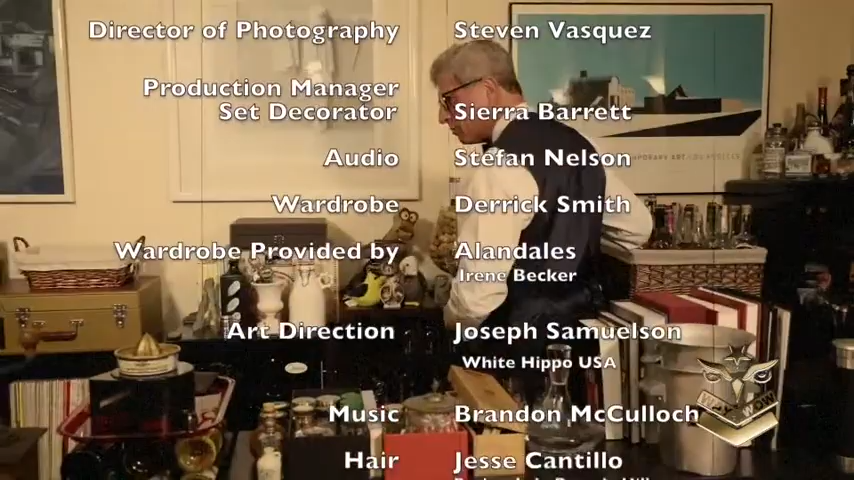 Director of Photography Steven Vasquez
Production Manager
Set Decorator Sierra Barrett
Audio Stefan Nelson
Wardrobe Derrick Smith
Wardrobe Provided by Alandales
Irene Becker
Art Direction Joseph Samuelson
White Hippo USA
Music Brandon McCulloch
Hair Jesse Cantillo